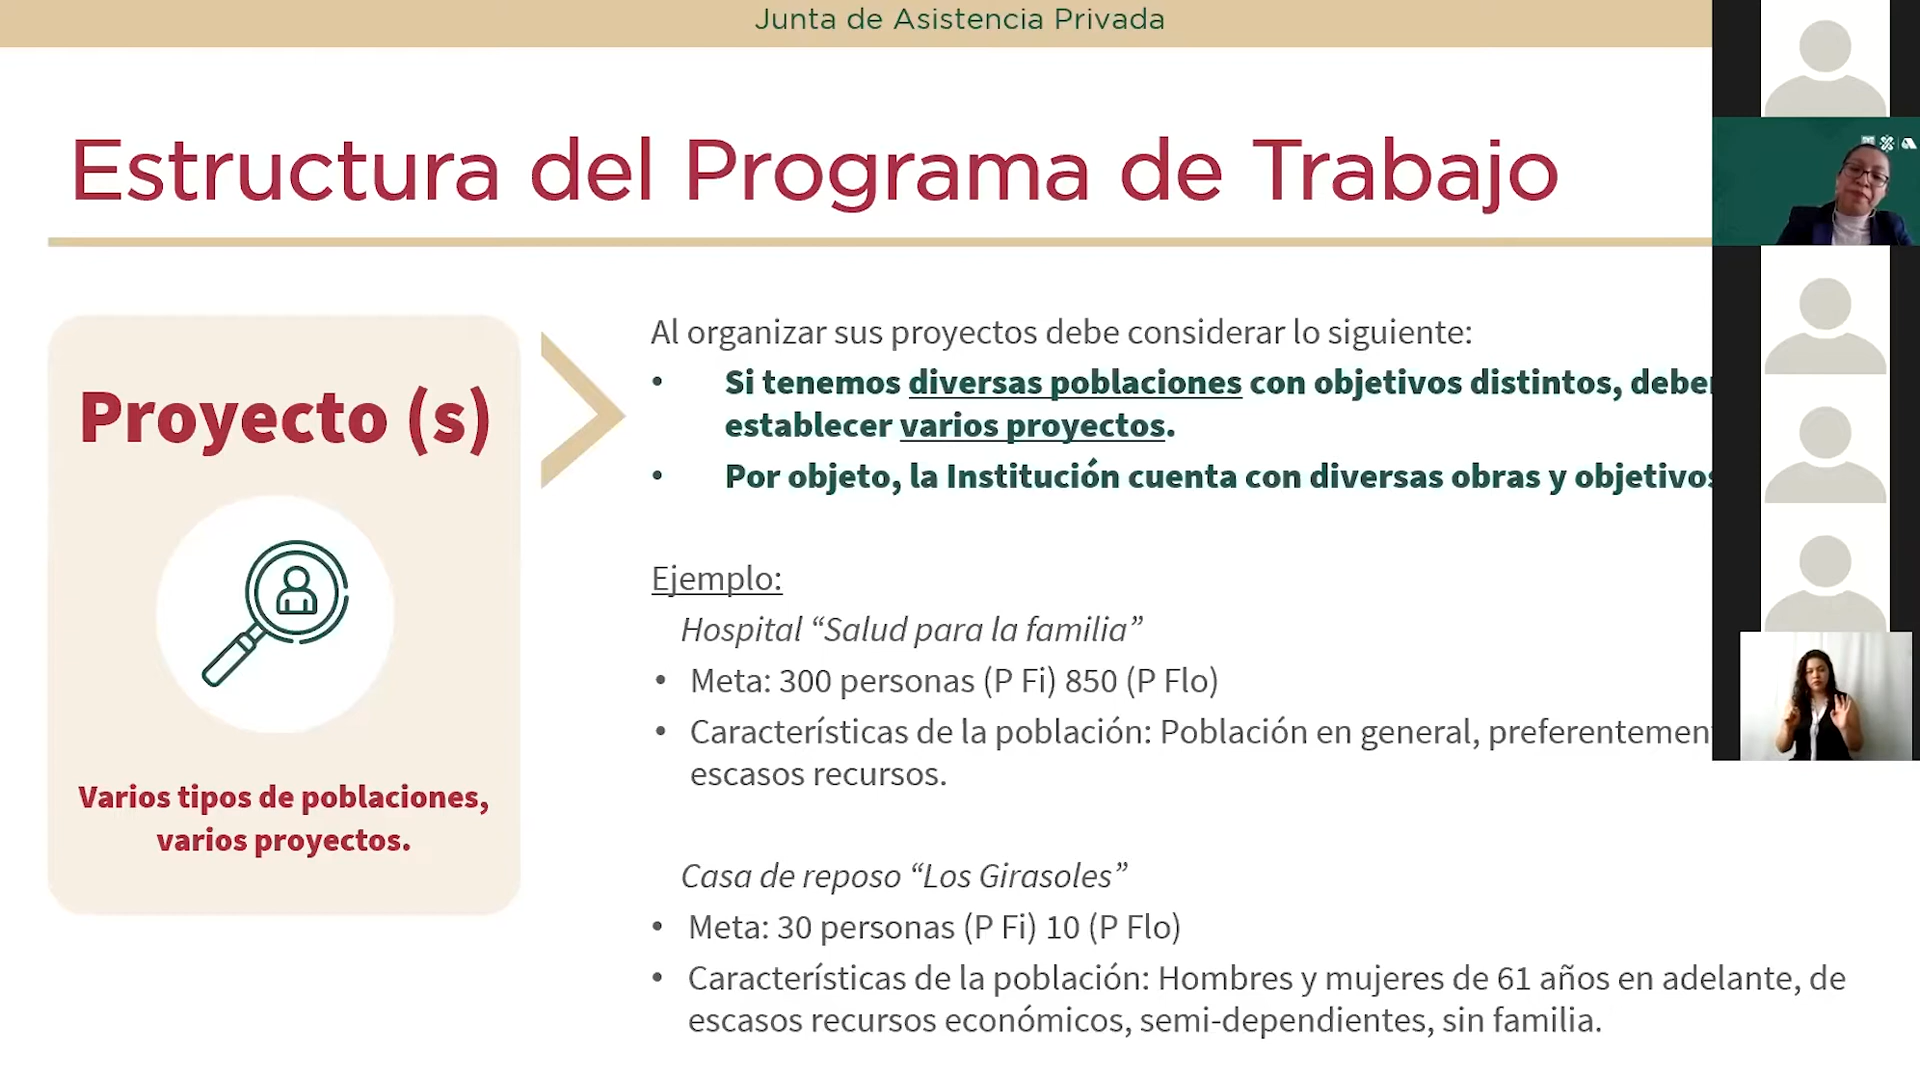 Junta de Asistencia Privada
Estructura del Programa de Trabajo
Proyecto (s)
Varios tipos de poblaciones,
varios proyectos.
Al organizar sus proyectos debe considerar lo siguiente:
• Si tenemos diversas poblaciones con objetivos distintos,
establecer varios proyectos.
• Por objeto, la Institución cuenta con diversas obras y objetivos
Ejemplo:
Hospital “Salud para la familia”
• Meta: 300 personas (P Fi) 850 (P Flo)
• Características de la población: Población en general,
escasos recursos.
Casa de reposo “Los Girasoles”
• Meta: 30 personas (P Fi) 10 (P Flo)
• Características de la población: Hombres y mujeres de 61 años en adelante, de
escasos recursos económicos, semi-dependientes, sin familia.